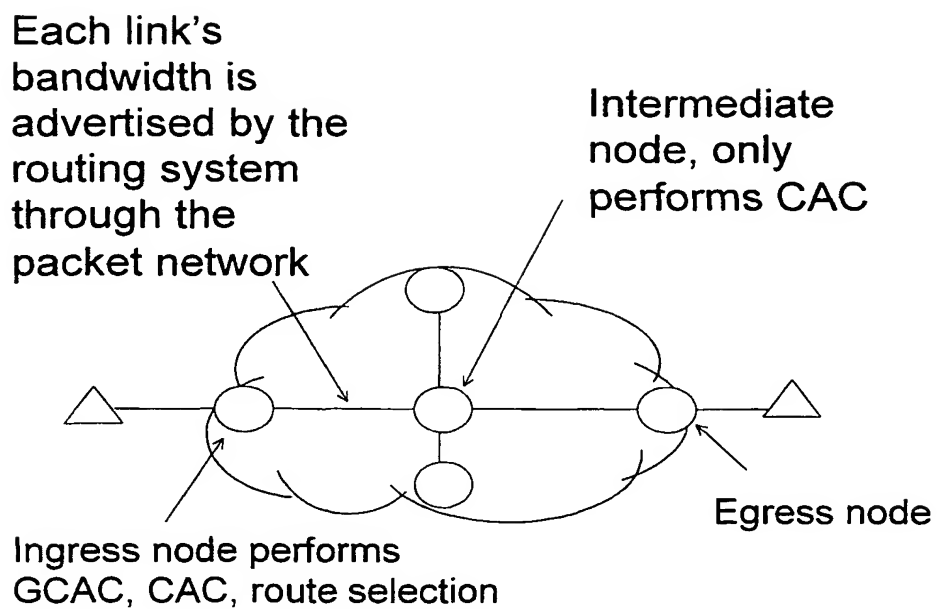 Each link's
bandwidth is
advertised by the
routing system
through the
packet network
Intermediate
node, only
performs CAC
Egress node
Ingress node performs
GCAC, CAC, route selection